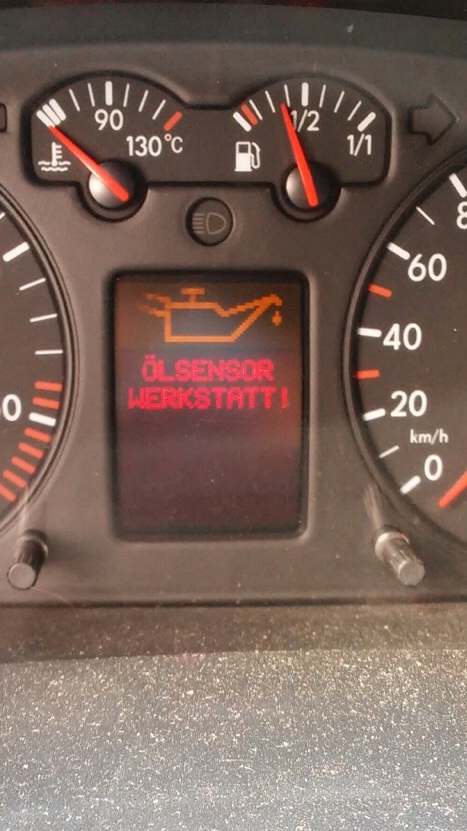 90
130°C
1/2
1/1
ÖLSENSOR
WERKSTATT!
60
40
20
km/h
0